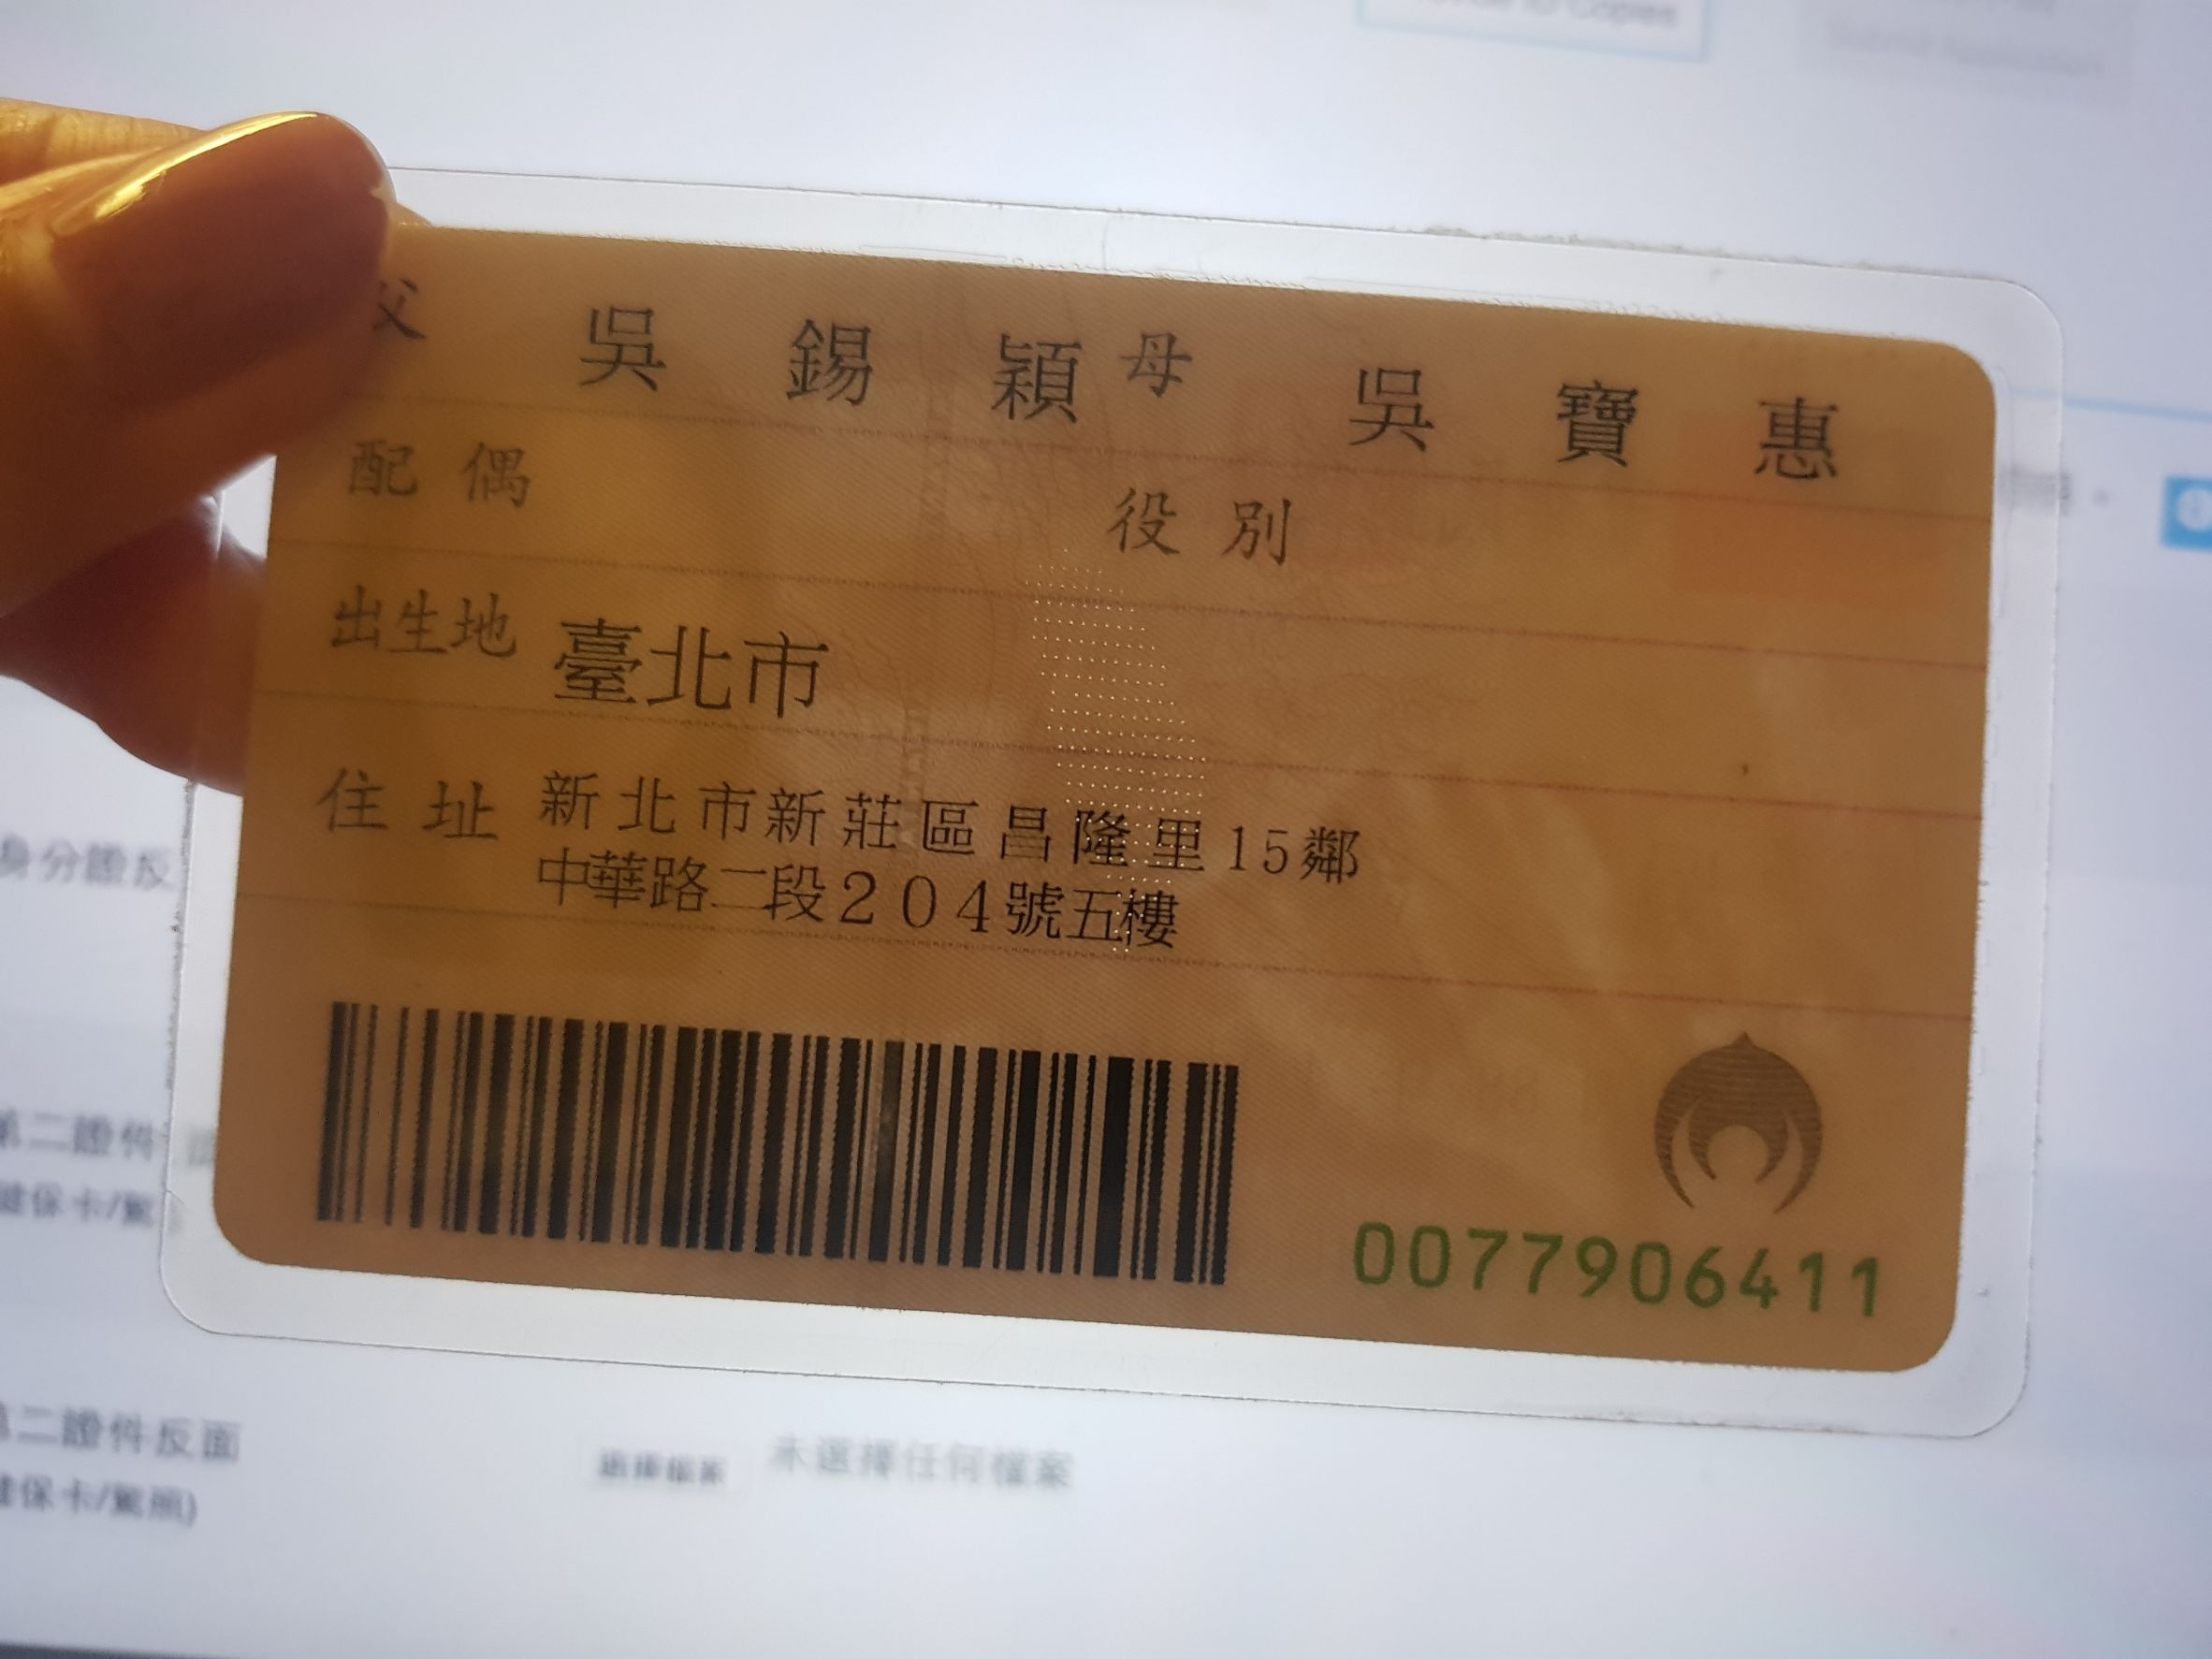 父 吳錫穎 母 吳寶惠
配偶 役別
出生地 臺北市
住址 新北市新莊區昌隆里15鄰
中華路二段204號五樓
0077906411
身分證反
第二證件
健保卡/駕
第二證件反面
健保卡/駕照)
選擇檔案 未選擇任何檔案